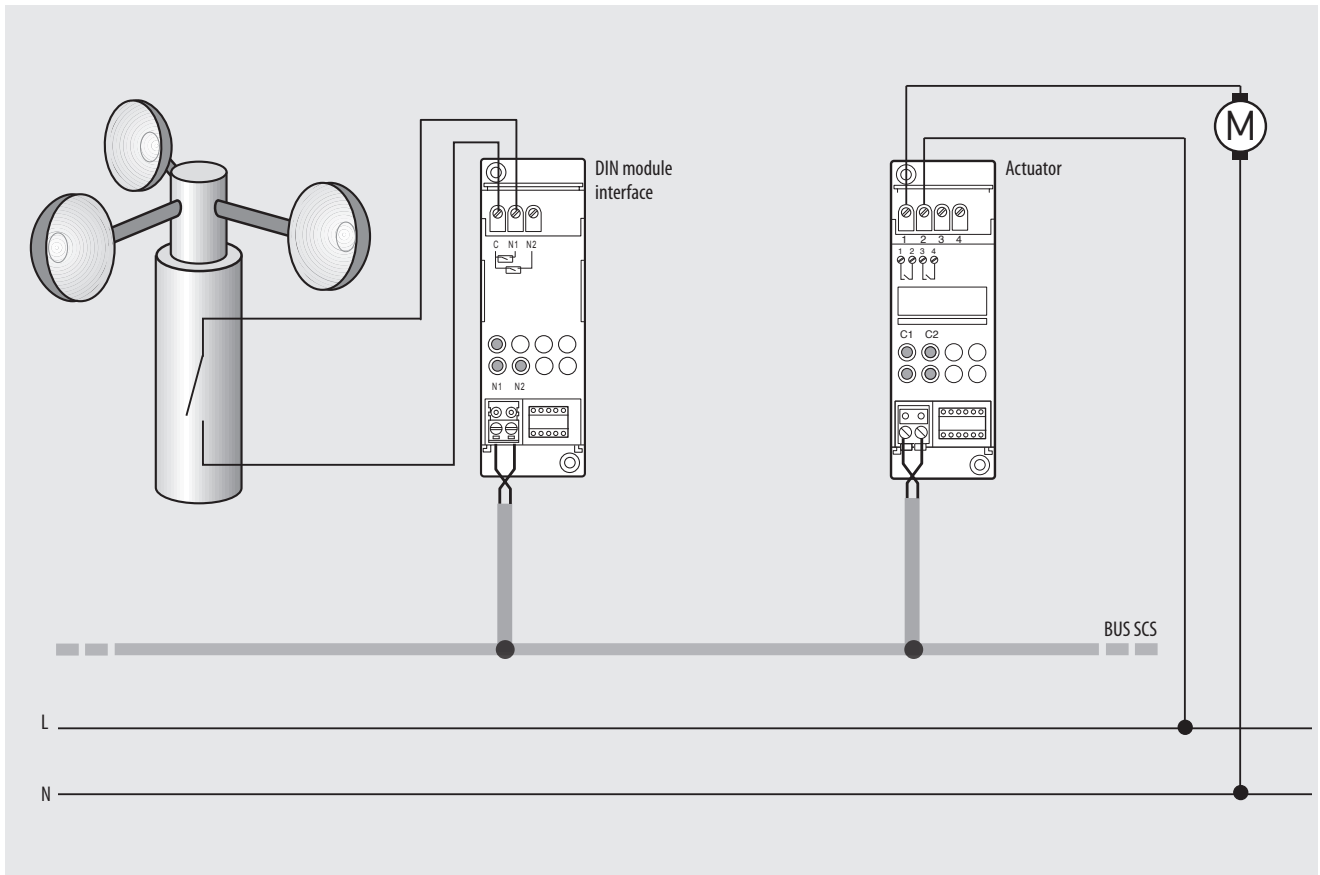 DIN module
interface
Actuator
M
C N1 N2
N1 N2
1 2 3 4
1 2 3 4
C1 C2
BUS SCS
L
N